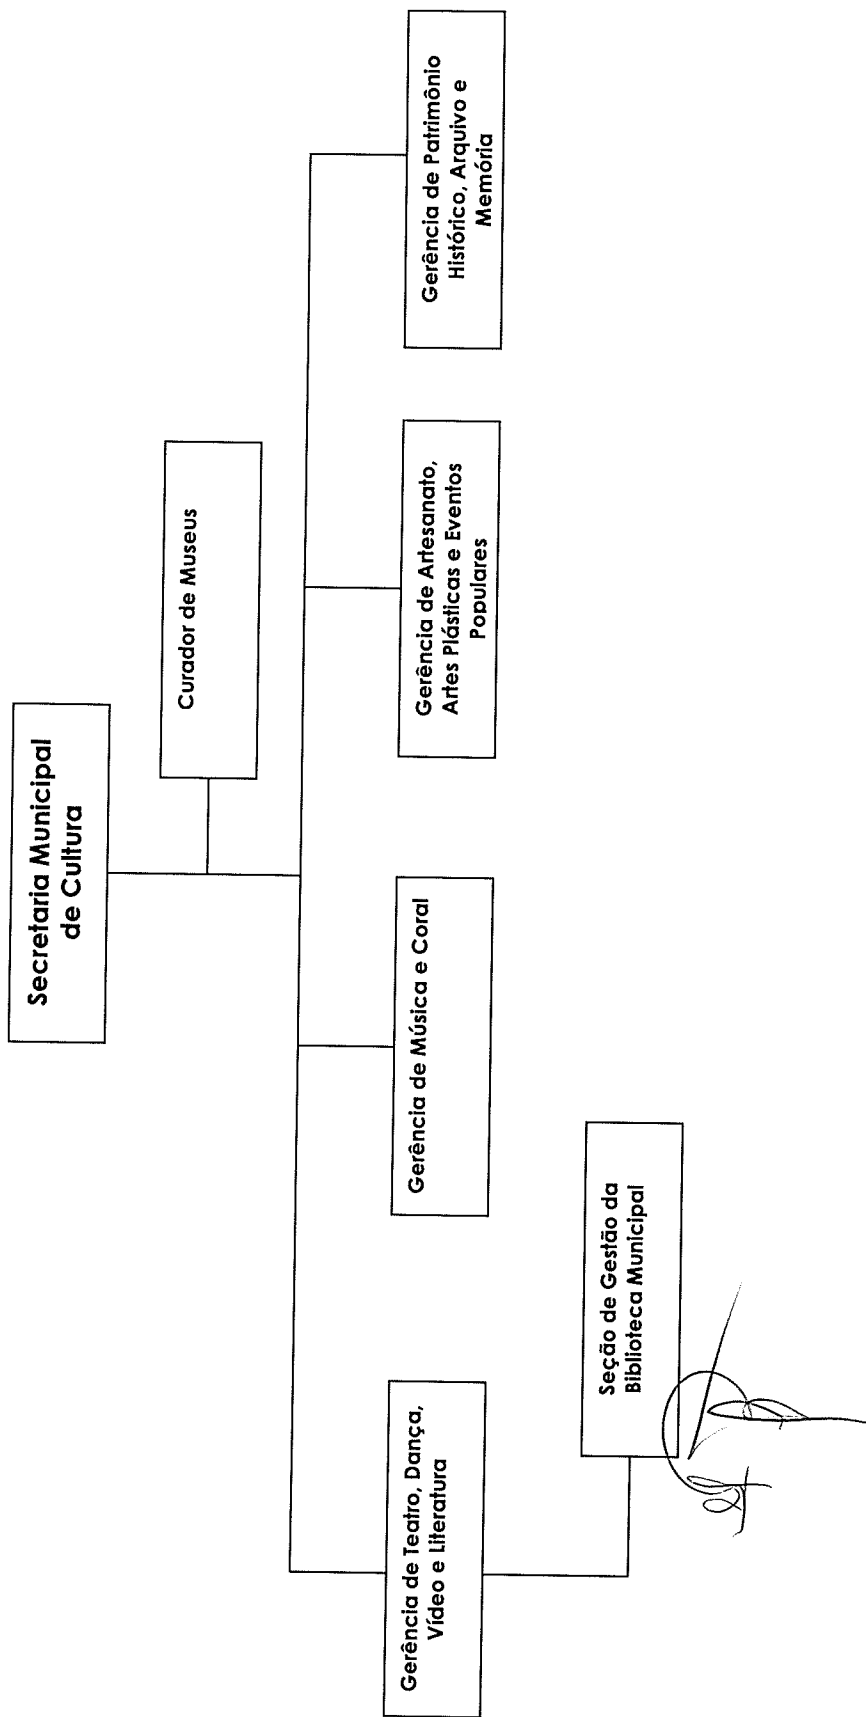 Secretaria Municipal
de Cultura
Curador de Museus
Gerência de Teatro, Dança,
Vídeo e Literatura
Gerência de Música e Coral
Gerência de Artesanato,
Artes Plásticas e Eventos
Populares
Gerência de Patrimônio
Histórico, Arquivo e
Memória
Seção de Gestão da
Biblioteca Municipal